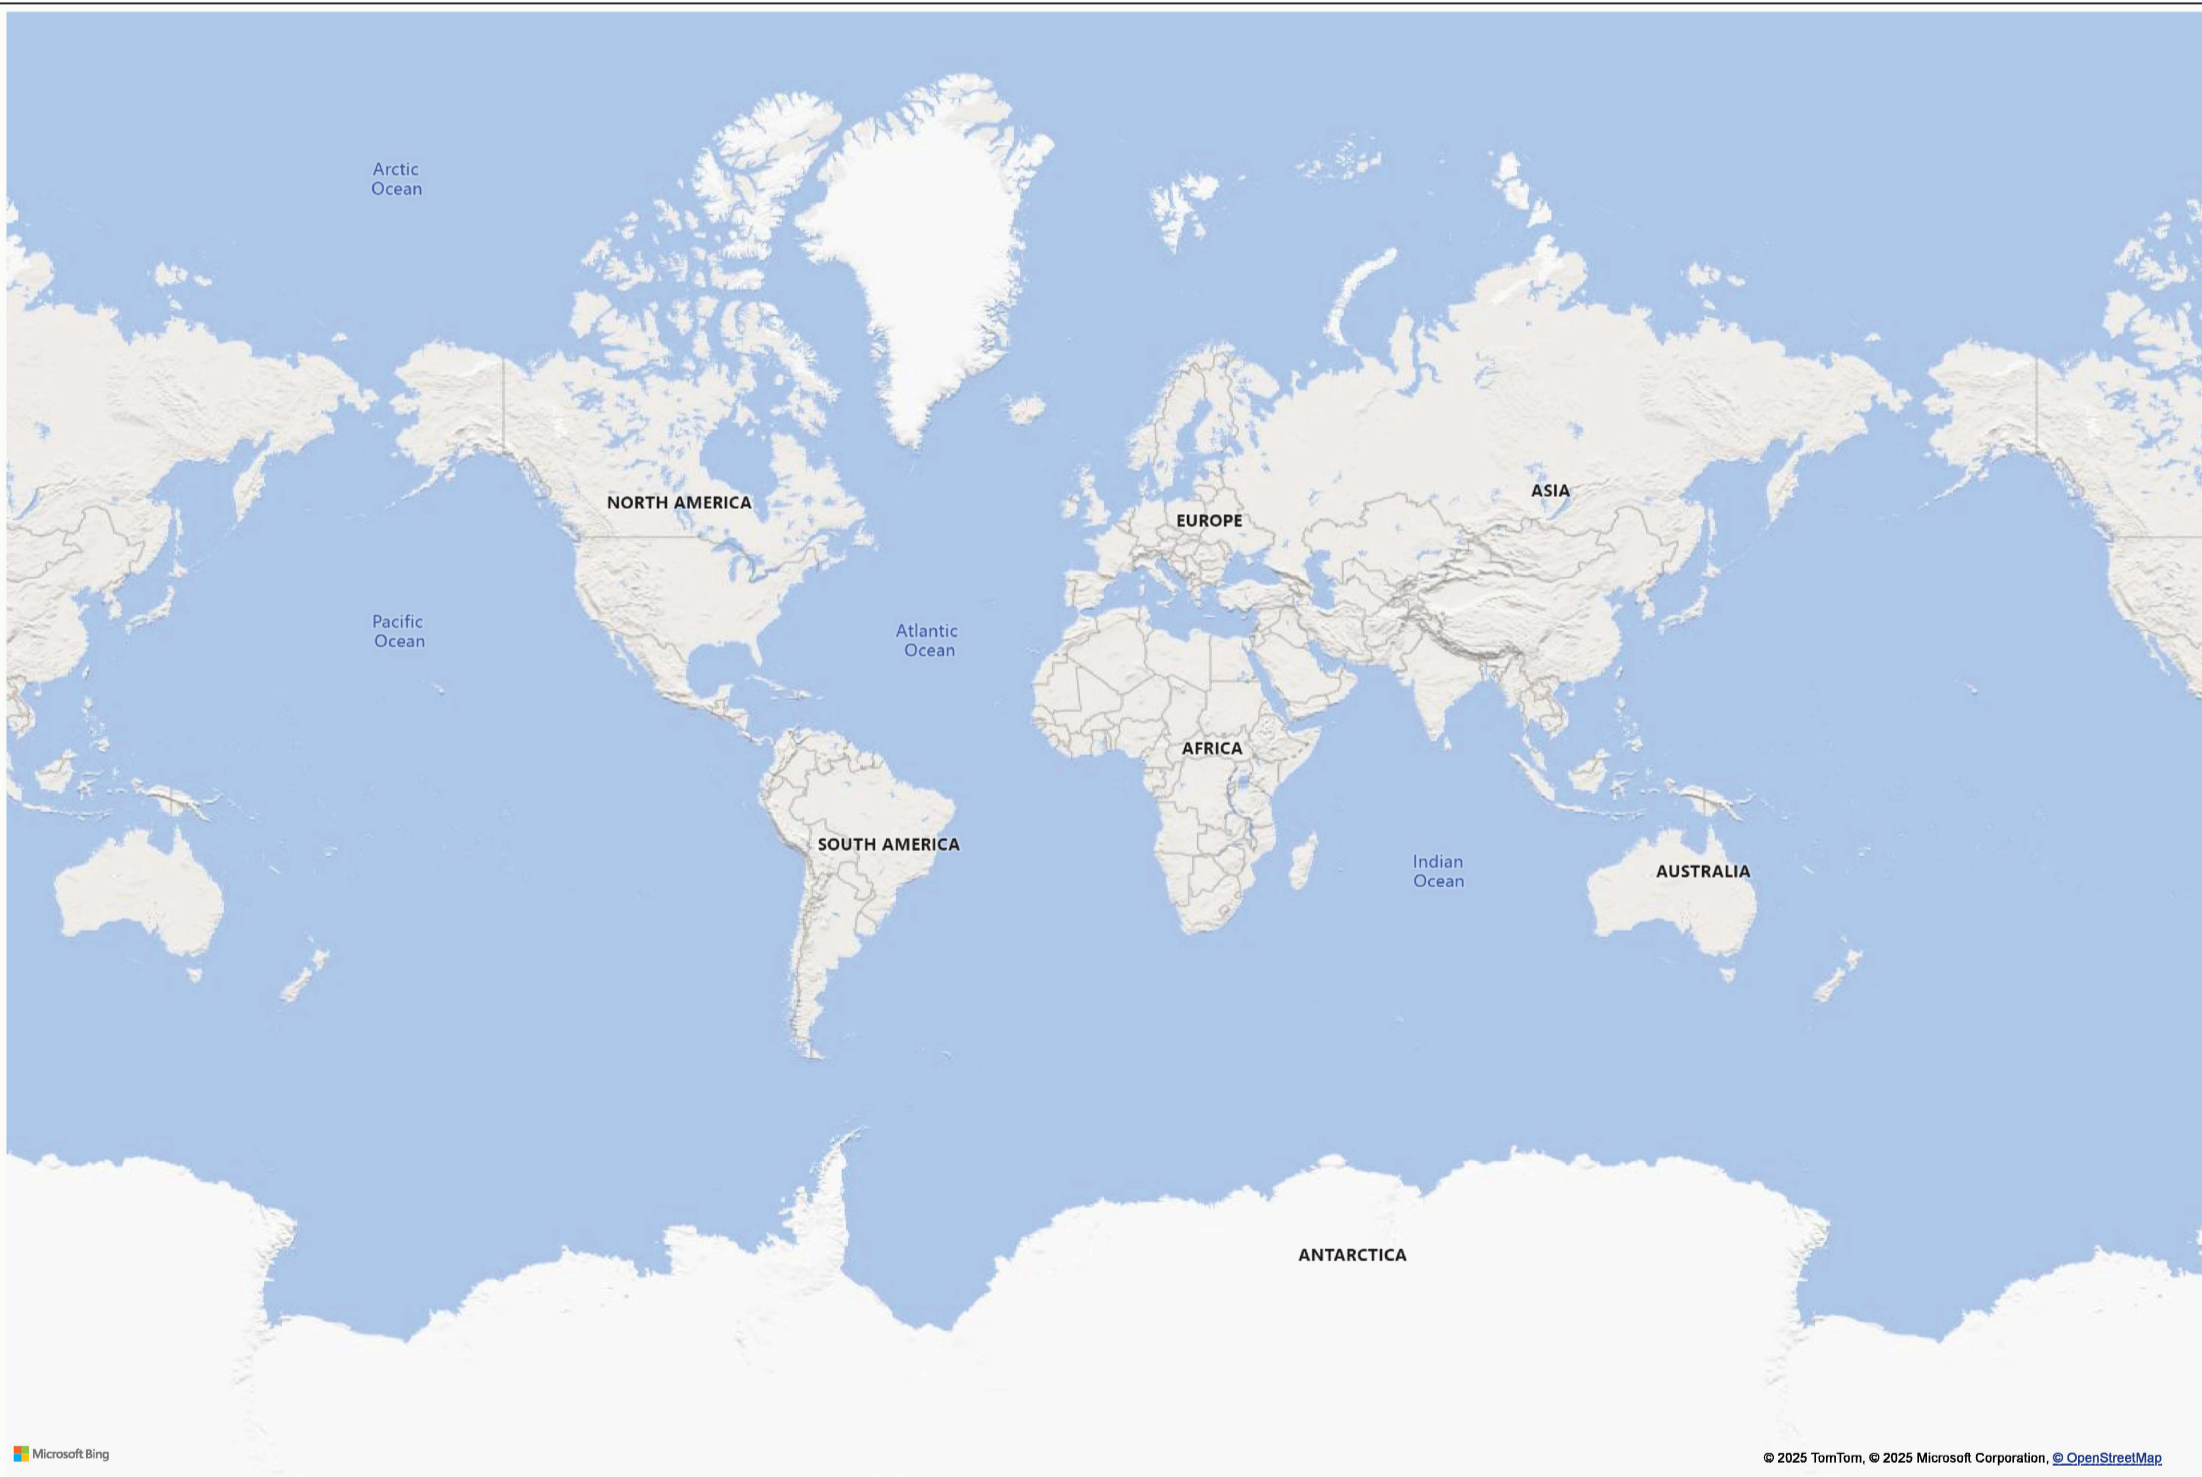 Arctic
Ocean
NORTH AMERICA
ASIA
EUROPE
Pacific
Ocean
Atlantic
Ocean
AFRICA
SOUTH AMERICA
Indian
Ocean
AUSTRALIA
ANTARCTICA
Microsoft Bing
© 2025 TomTom, © 2025 Microsoft Corporation, © OpenStreetMap